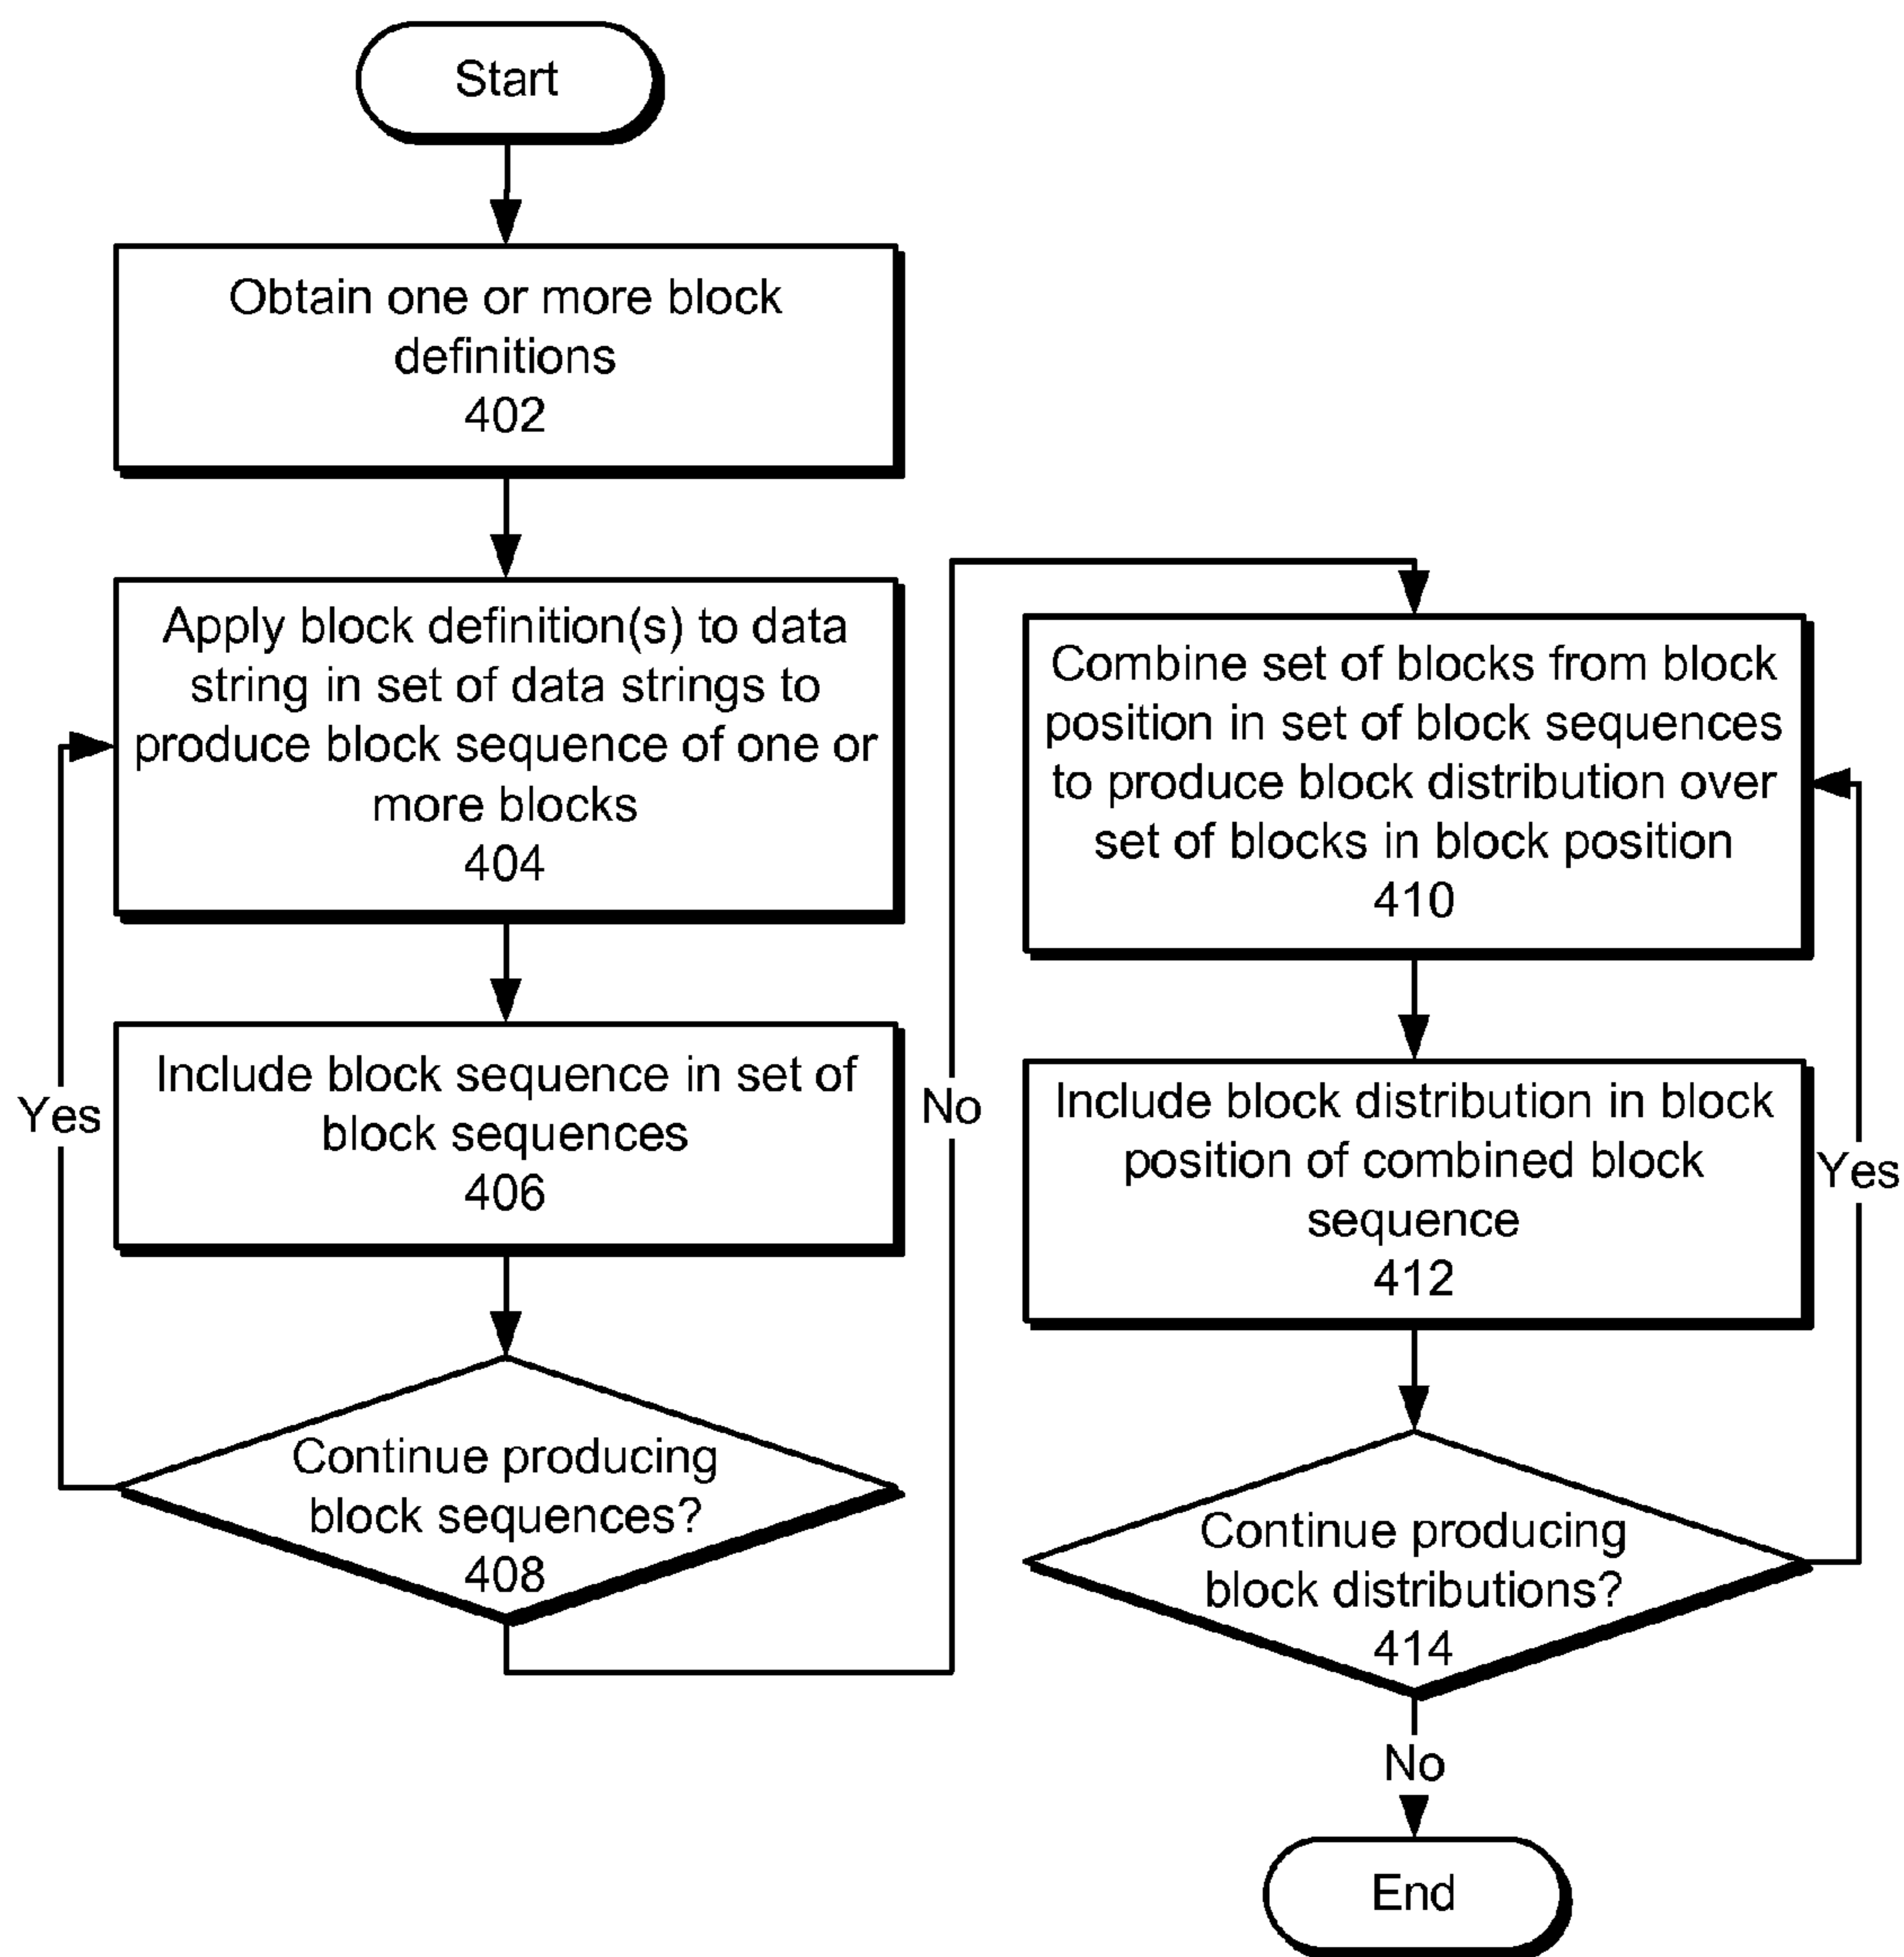 Start
Obtain one or more block
definitions
402
Apply block definition(s) to data
string in set of data strings to
produce block sequence of one or
more blocks
404
Include block sequence in set of
block sequences
406
Yes
Continue producing
block sequences?
408
No
Combine set of blocks from block
position in set of block sequences
to produce block distribution over
set of blocks in block position
410
Include block distribution in block
position of combined block
sequence
412
Yes
Continue producing
block distributions?
414
No
End